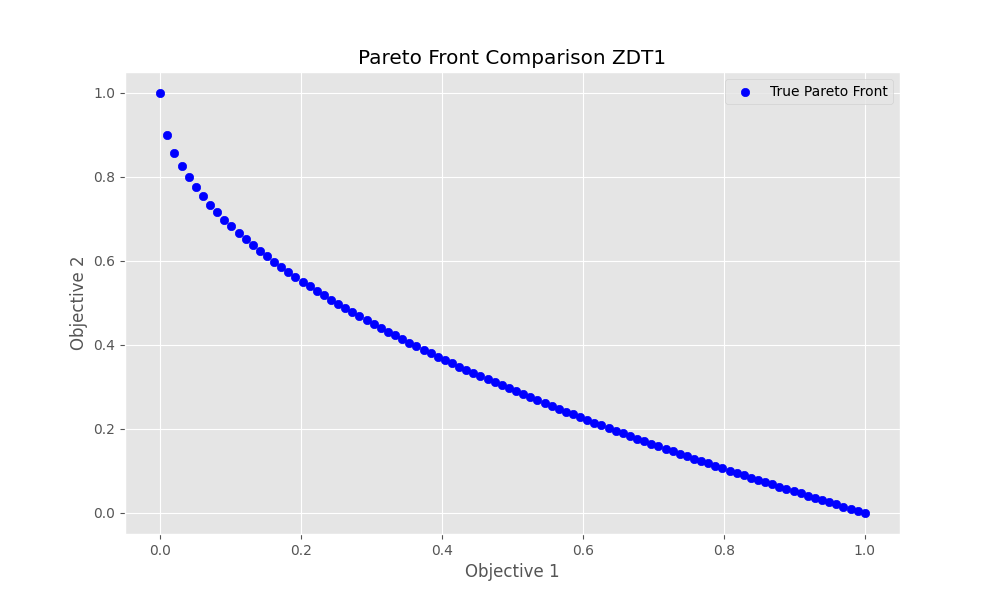 Pareto Front Comparison ZDT1
True Pareto Front
1.0
0.8
0.6
0.4
0.2
0.0
Objective 2
0.0 0.2 0.4 0.6 0.8 1.0
Objective 1